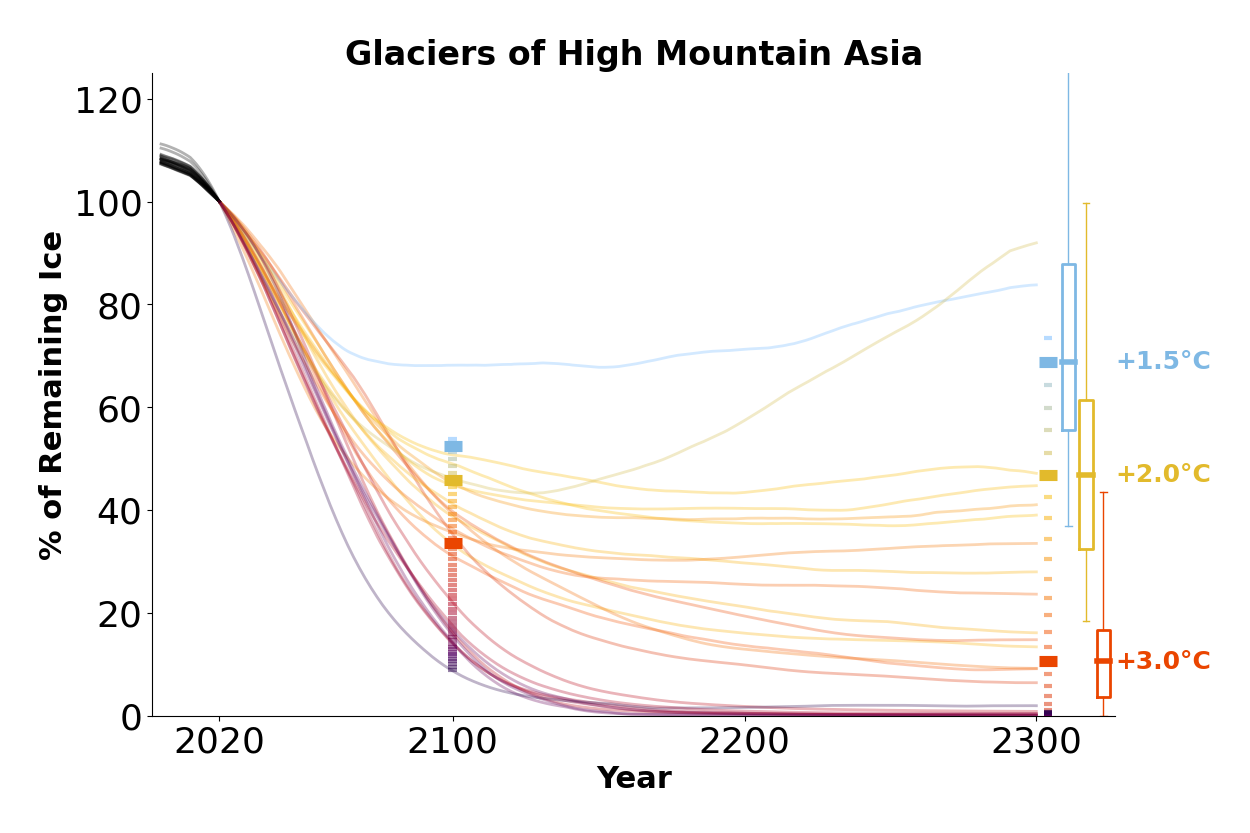 Glaciers of High Mountain Asia
% of Remaining Ice
120
100
80
60
40
20
0
2020
2100
2200
2300
Year
+1.5°C
+2.0°C
+3.0°C